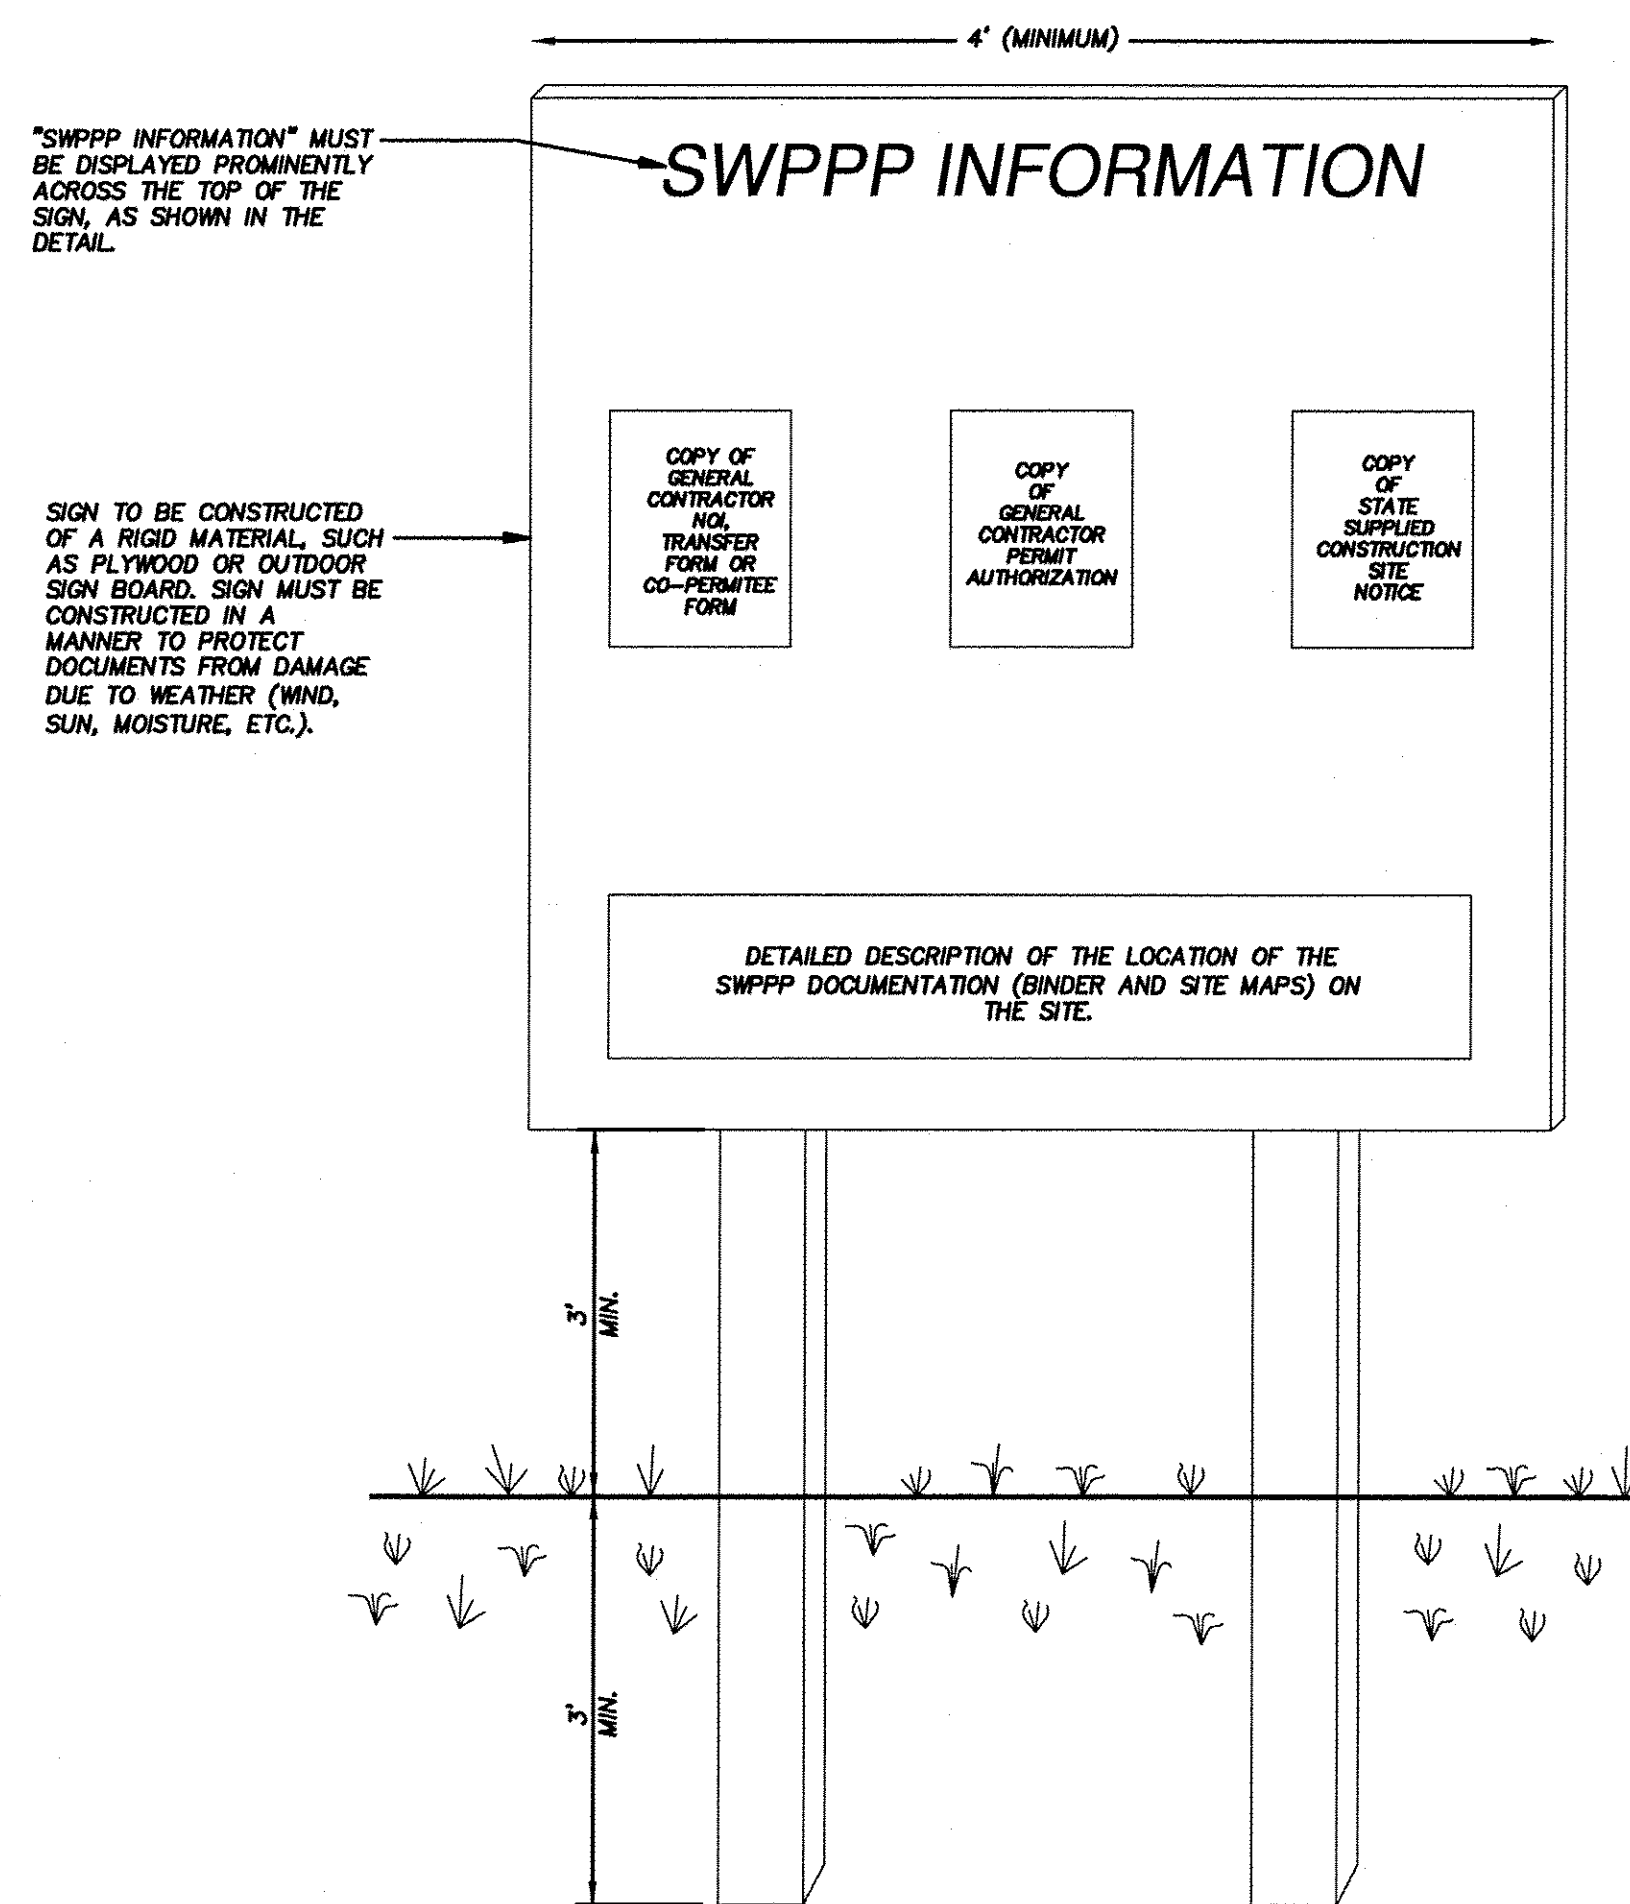 4' (MINIMUM)
"SWPPP INFORMATION" MUST
BE DISPLAYED PROMINENTLY
ACROSS THE TOP OF THE
SIGN, AS SHOWN IN THE
DETAIL.
SWPPP INFORMATION
SIGN TO BE CONSTRUCTED
OF A RIGID MATERIAL, SUCH
AS PLYWOOD OR OUTDOOR
SIGN BOARD. SIGN MUST BE
CONSTRUCTED IN A
MANNER TO PROTECT
DOCUMENTS FROM DAMAGE
DUE TO WEATHER (WIND,
SUN, MOISTURE, ETC.).
COPY OF
GENERAL
CONTRACTOR
NOI,
TRANSFER
FORM OR
CO-PERMITEE
FORM
COPY
OF
GENERAL
CONTRACTOR
PERMIT
AUTHORIZATION
COPY
OF
STATE
SUPPLIED
CONSTRUCTION
SITE
NOTICE
DETAILED DESCRIPTION OF THE LOCATION OF THE
SWPPP DOCUMENTATION (BINDER AND SITE MAPS) ON
THE SITE.
3'
MIN.
3'
MIN.